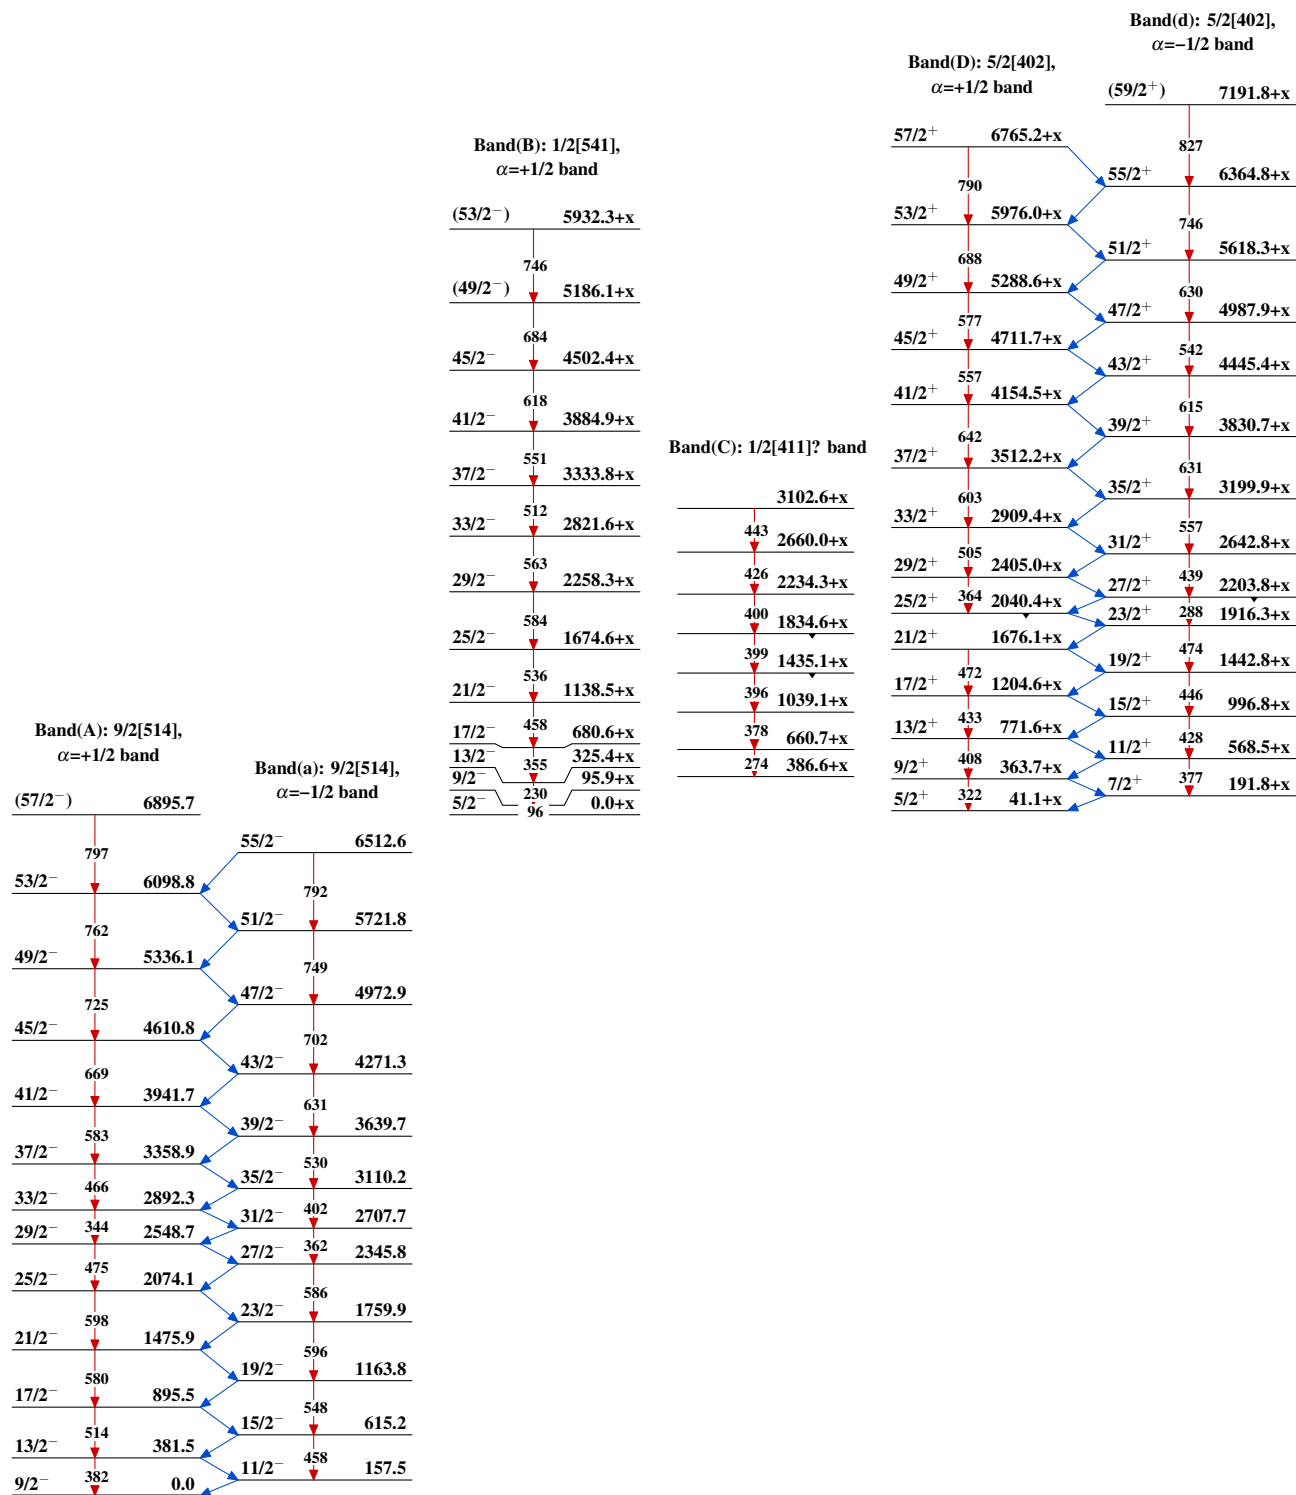 Band(A): 9/2[514],
α=+1/2 band
(57/2−) 6895.7
797
53/2− 6098.8
762
49/2− 5336.1
725
45/2− 4610.8
669
41/2− 3941.7
583
37/2− 3358.9
466
33/2− 2892.3
344
29/2− 2548.7
475
25/2− 2074.1
598
21/2− 1475.9
580
17/2− 895.5
514
13/2− 381.5
382
9/2− 0.0
Band(a): 9/2[514],
α=−1/2 band
55/2− 6512.6
792
51/2− 5721.8
749
47/2− 4972.9
702
43/2− 4271.3
631
39/2− 3639.7
530
35/2− 3110.2
402
31/2− 2707.7
362
27/2− 2345.8
586
23/2− 1759.9
596
19/2− 1163.8
548
15/2− 615.2
458
11/2− 157.5
Band(B): 1/2[541],
α=+1/2 band
(53/2−) 5932.3+x
746
(49/2−) 5186.1+x
684
45/2− 4502.4+x
618
41/2− 3884.9+x
551
37/2− 3333.8+x
512
33/2− 2821.6+x
563
29/2− 2258.3+x
584
25/2− 1674.6+x
536
21/2− 1138.5+x
458
17/2− 680.6+x
355
13/2− 325.4+x
230
9/2− 95.9+x
96
5/2− 0.0+x
Band(C): 1/2[411]? band
3102.6+x
443
2660.0+x
426
2234.3+x
400
1834.6+x
399
1435.1+x
396
1039.1+x
378
660.7+x
274
386.6+x
Band(D): 5/2[402],
α=+1/2 band
57/2+ 6765.2+x
790
53/2+ 5976.0+x
688
49/2+ 5288.6+x
577
45/2+ 4711.7+x
557
41/2+ 4154.5+x
642
37/2+ 3512.2+x
603
33/2+ 2909.4+x
505
29/2+ 2405.0+x
364
25/2+ 2040.4+x
21/2+ 1676.1+x
472
17/2+ 1204.6+x
433
13/2+ 771.6+x
408
9/2+ 363.7+x
322
5/2+ 41.1+x
Band(d): 5/2[402],
α=−1/2 band
(59/2+) 7191.8+x
827
55/2+ 6364.8+x
746
51/2+ 5618.3+x
630
47/2+ 4987.9+x
542
43/2+ 4445.4+x
615
39/2+ 3830.7+x
631
35/2+ 3199.9+x
557
31/2+ 2642.8+x
439
27/2+ 2203.8+x
288
23/2+ 1916.3+x
474
19/2+ 1442.8+x
446
15/2+ 996.8+x
428
11/2+ 568.5+x
377
7/2+ 191.8+x